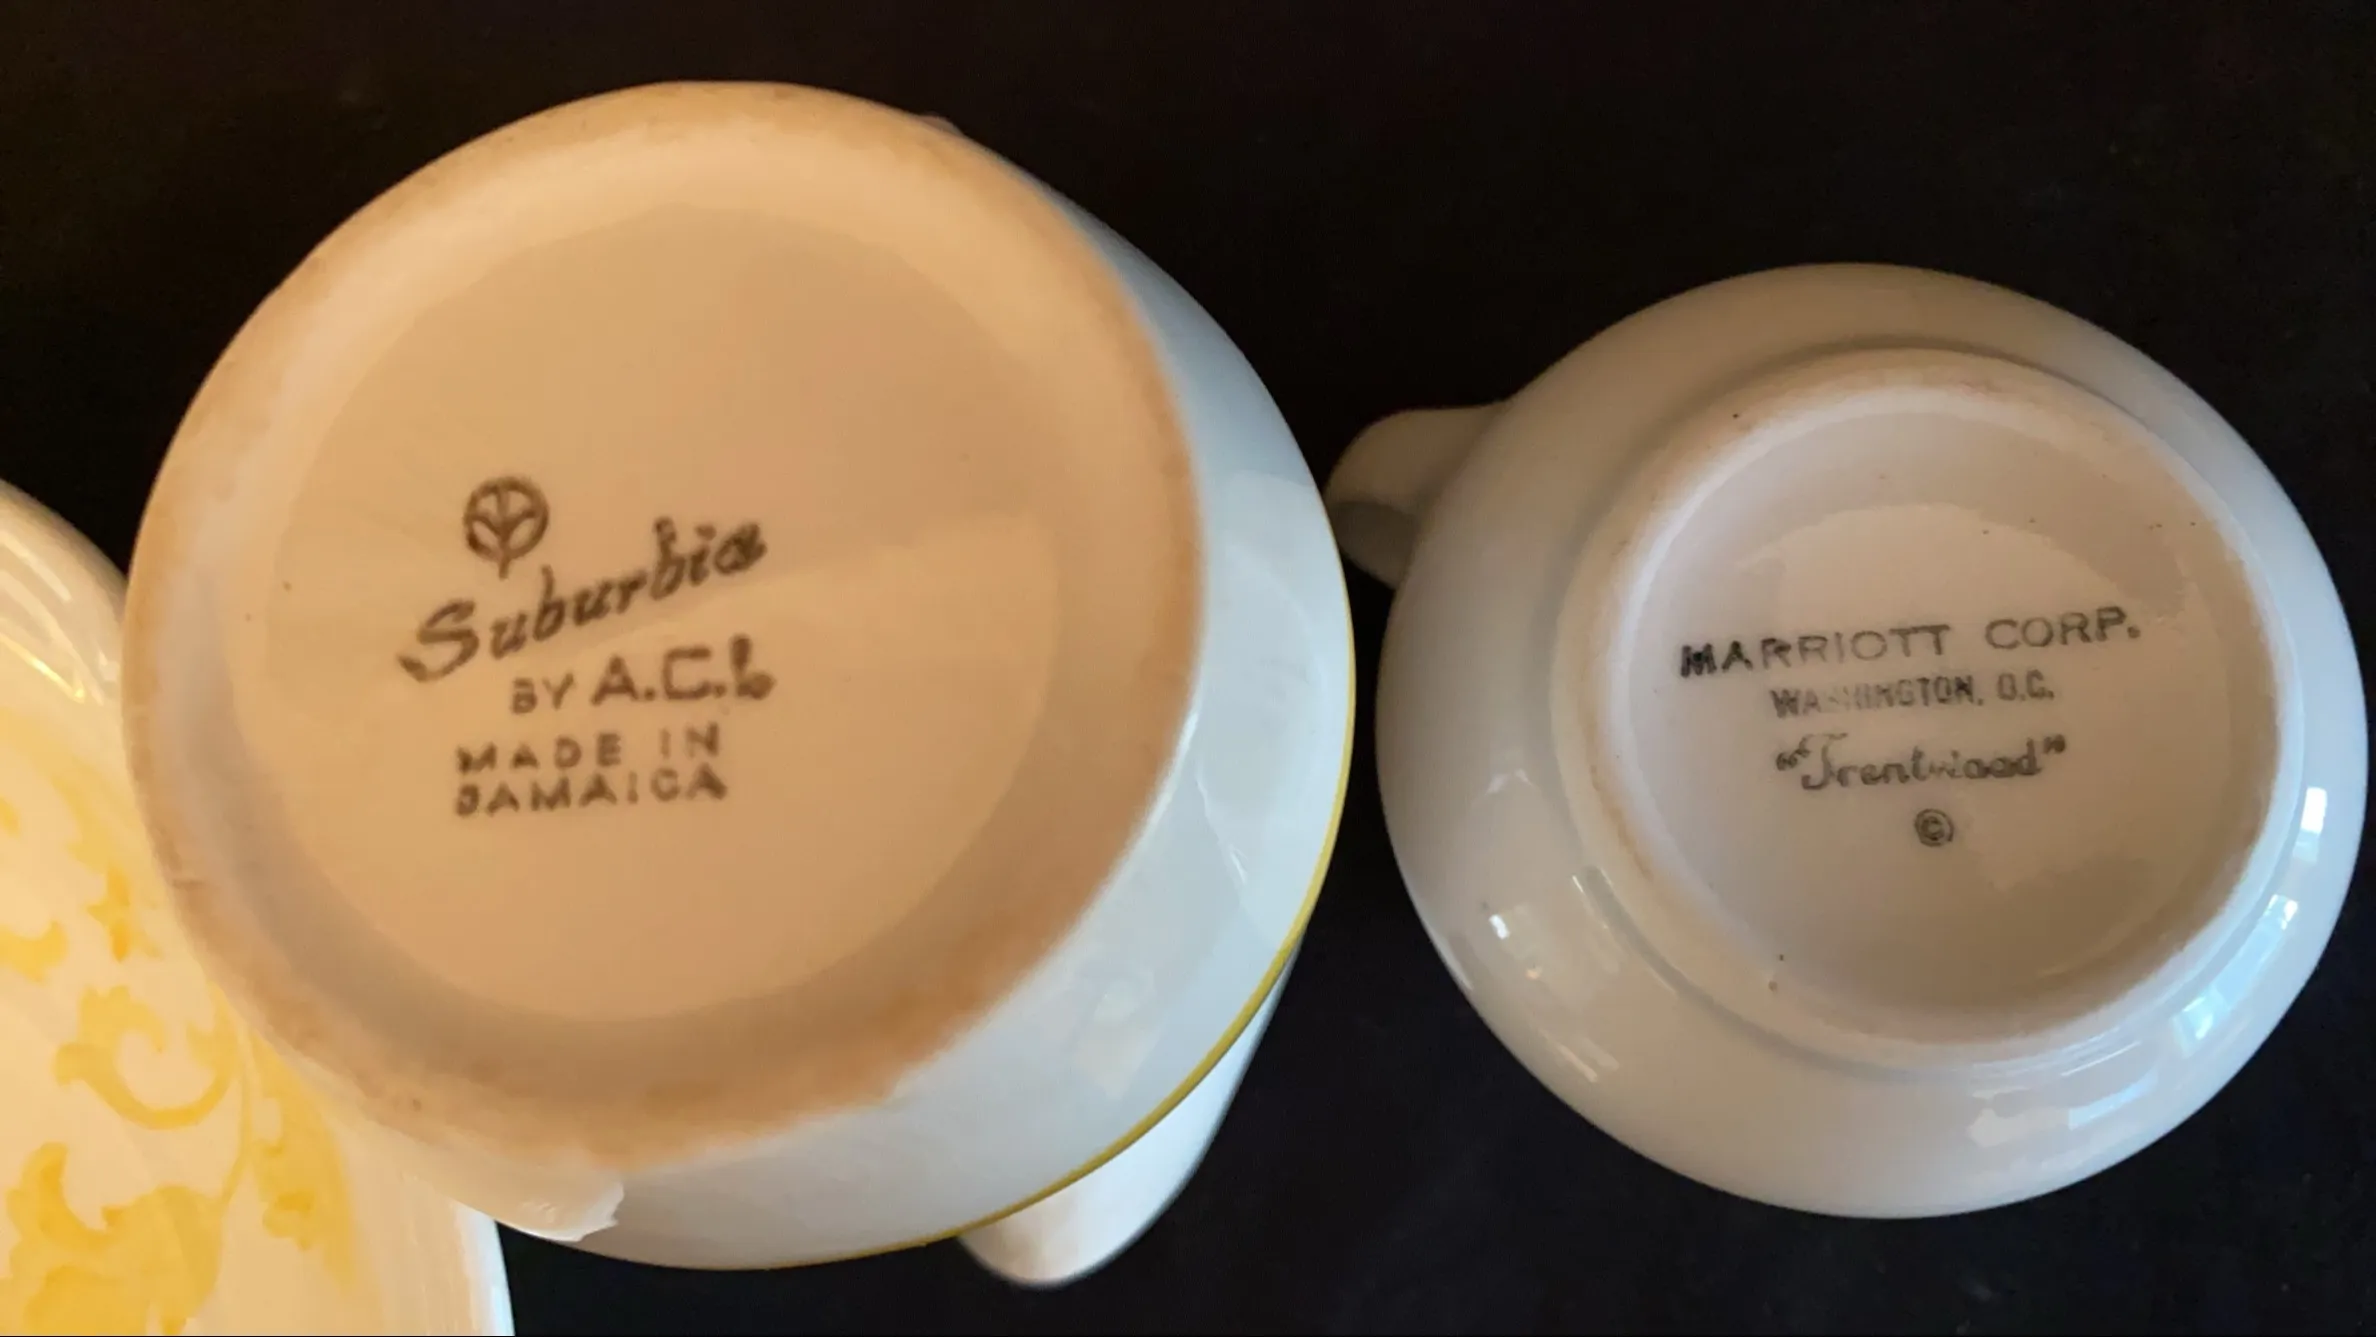 Suburbia
BY A.C.L.
MADE IN
JAMAICA
MARRIOTT CORP.
WASHINGTON, D.C.
"Trentwood"
©